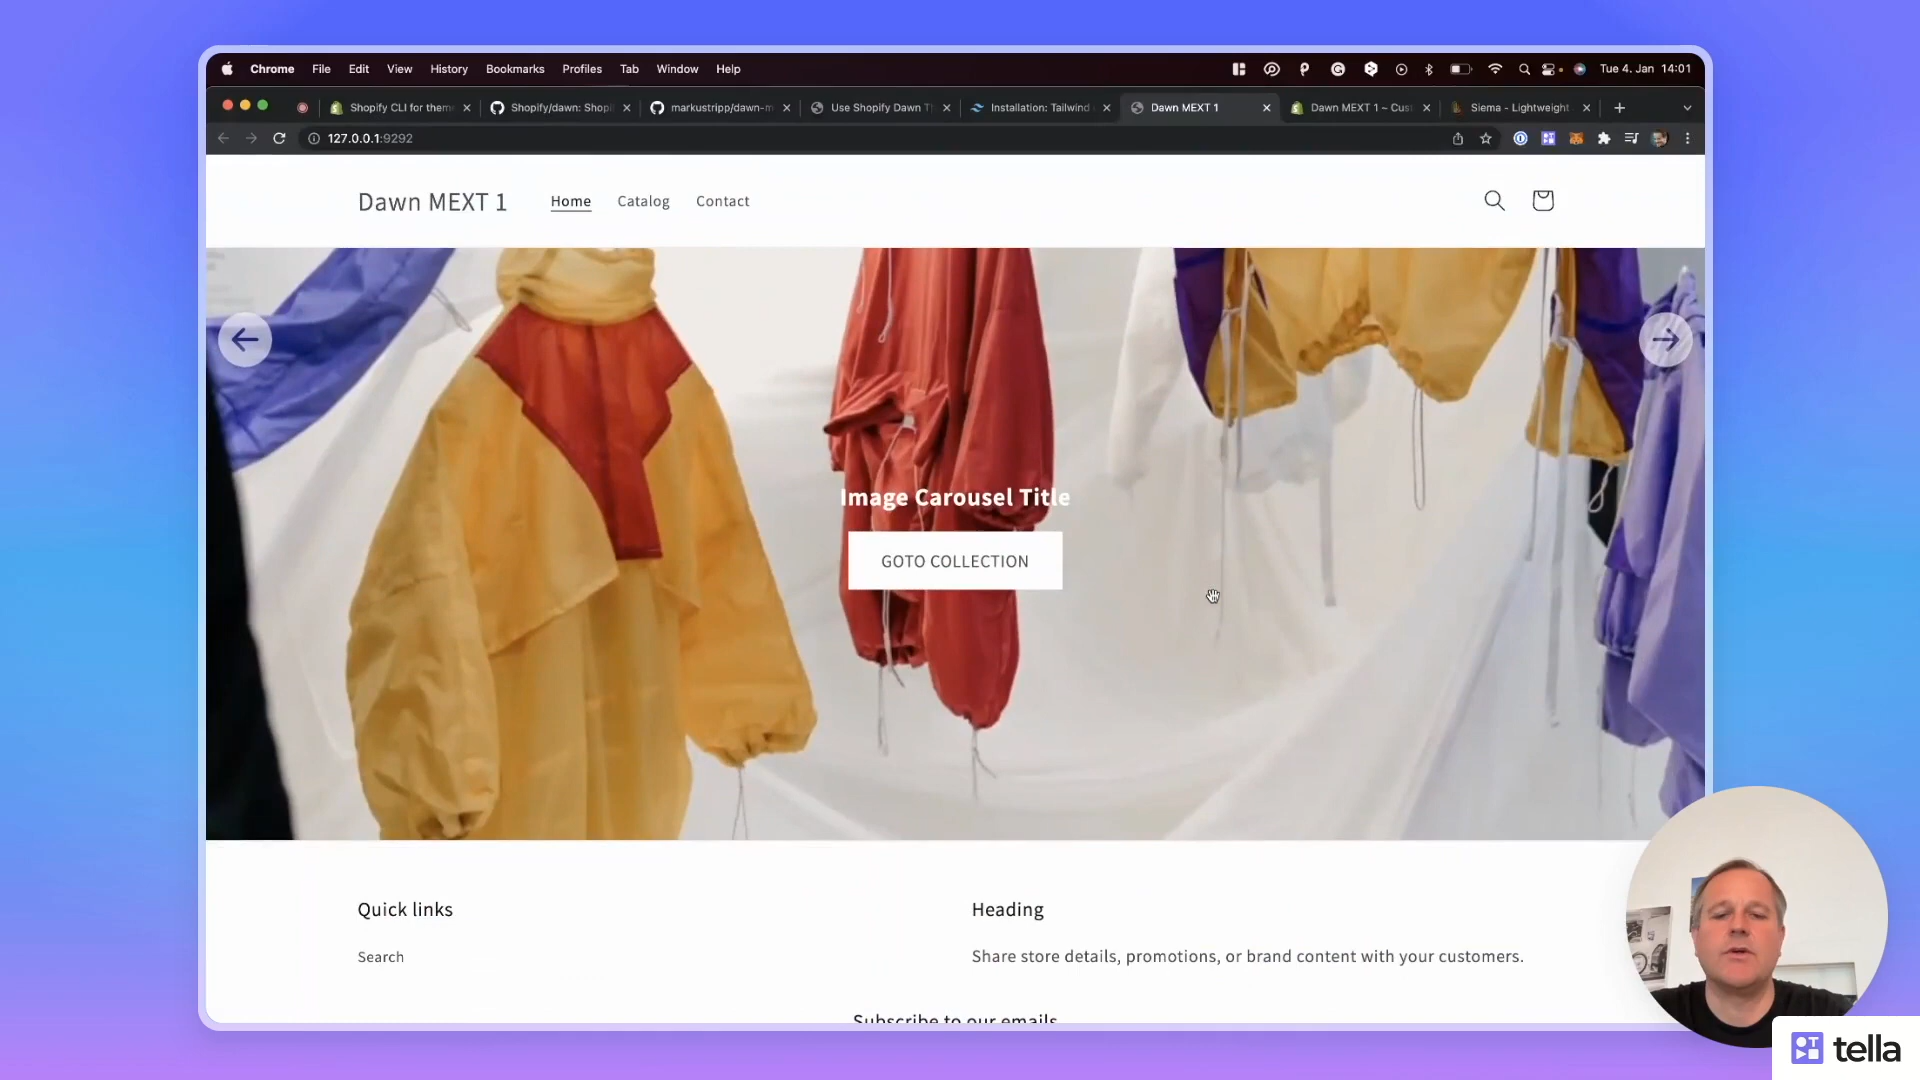 Chrome File Edit View History Bookmarks Profiles Tab Window Help Tue 4. Jan 14:01
Shopify CLI for theme Shopify/dawn: Shopi markustripp/dawn-m Use Shopify Dawn Th Installation: Tailwind Dawn MEXT 1 Dawn MEXT 1 ~ Cus Siema - Lightweight
127.0.0.1:9292
Dawn MEXT 1 Home Catalog Contact
Image Carousel Title
GOTO COLLECTION
Quick links Heading
Search Share store details, promotions, or brand content with your customers.
Subscribe to our emails
tella